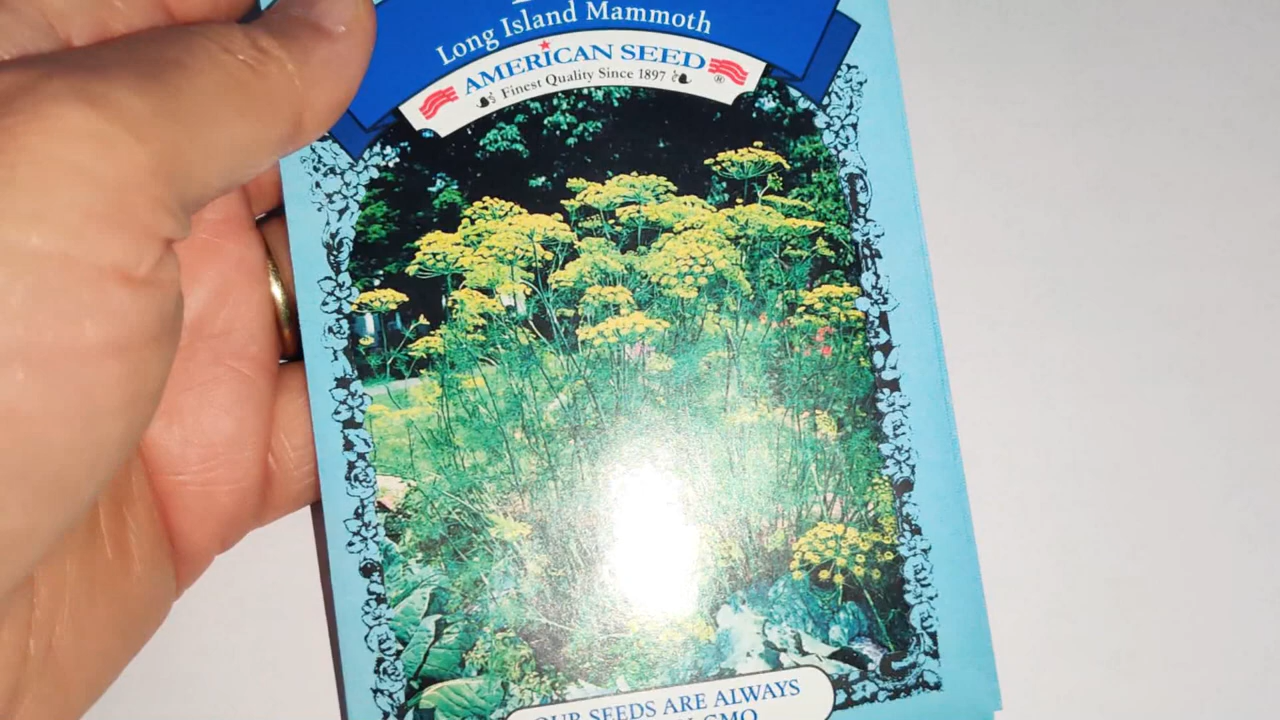 Long Island Mammoth
AMERICAN SEED
Finest Quality Since 1897 ®
OUR SEEDS ARE ALWAYS
GMO